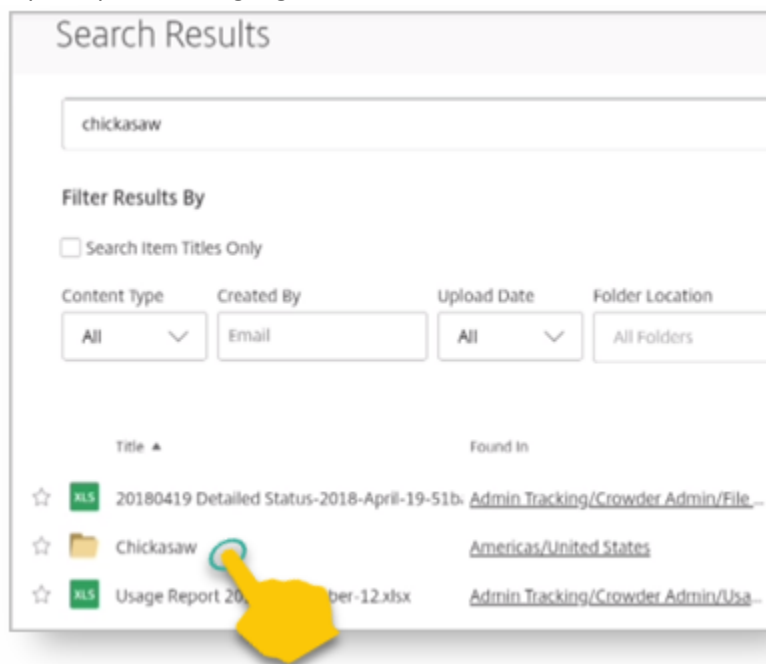 Search Results
chickasaw
Filter Results By
Search Item Titles Only
Content Type Created By Upload Date Folder Location
All Email All All Folders
Title ▲ Found In
XLS 20180419 Detailed Status-2018-April-19-51b. Admin Tracking/Crowder Admin/File...
Chickasaw Americas/United States
XLS Usage Report 20 ber-12.xlsx Admin Tracking/Crowder Admin/Usa...